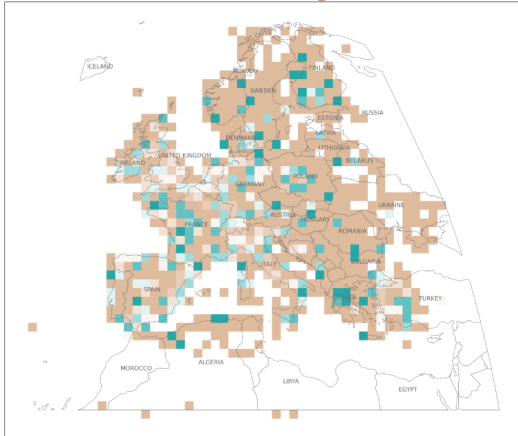 ICELAND
NORWAY
FINLAND
SWEDEN
RUSSIA
ESTONIA
LATVIA
DENMARK
LITHUANIA
UNITED KINGDOM
IRELAND
BELARUS
POLAND
GERMANY
UKRAINE
AUSTRIA
HUNGARY
FRANCE
ROMANIA
BULGARIA
ITALY
SPAIN
TURKEY
ALGERIA
MOROCCO
LIBYA
EGYPT